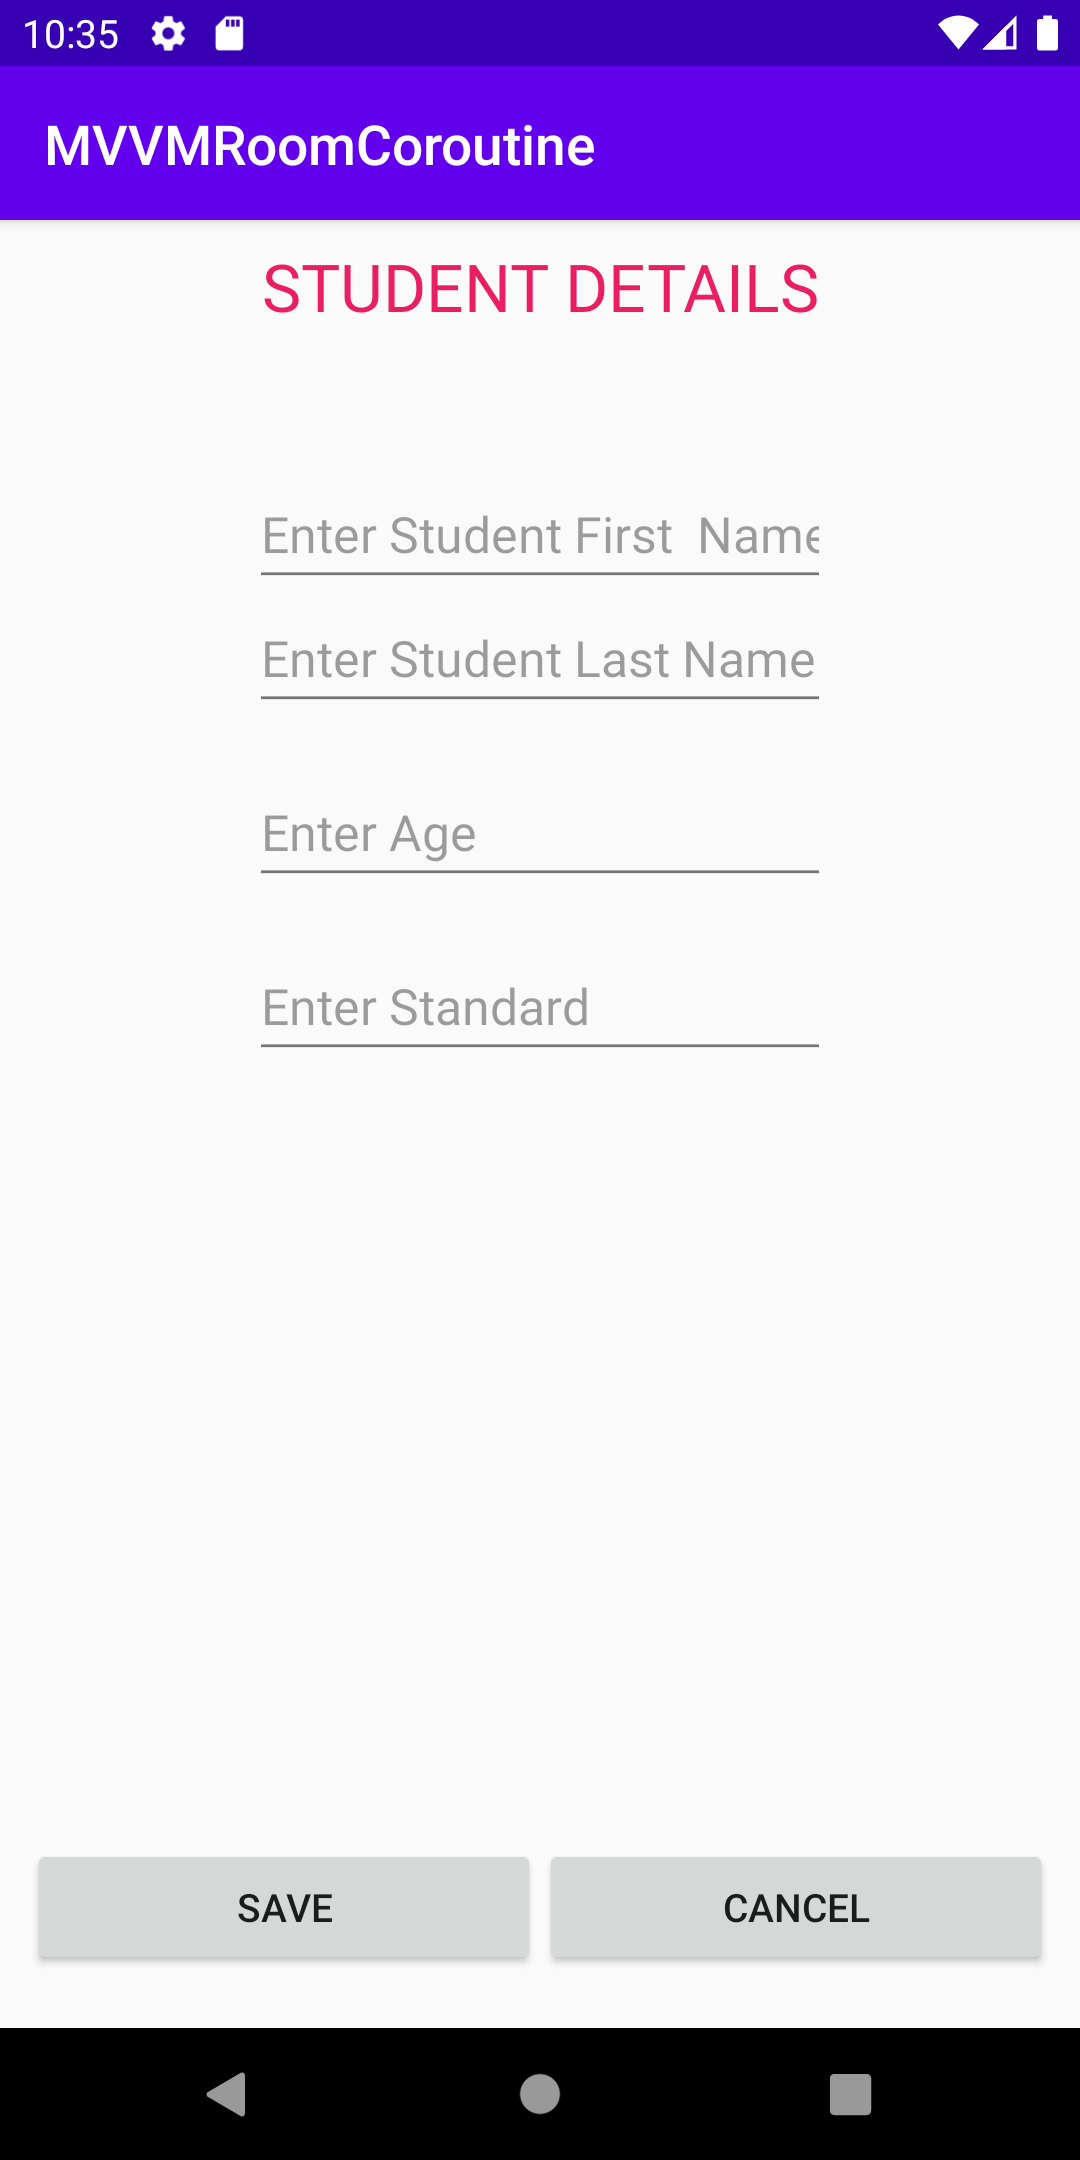 10:35
MVVMRoomCoroutine
STUDENT DETAILS
Enter Student First  Name
Enter Student Last Name
Enter Age
Enter Standard
SAVE
CANCEL